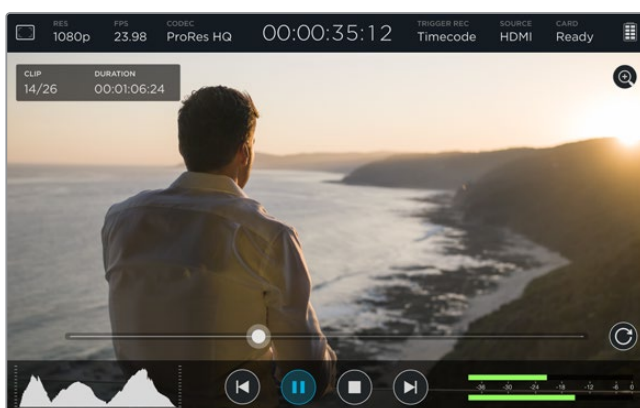 RES FPS CODEC 00:00:35:12 TRIGGER REC SOURCE CARD
1080p 23.98 ProRes HQ Timecode HDMI Ready
CLIP DURATION
14/26 00:01:06:24
-36 -30 -24 -18 -12 -6 0